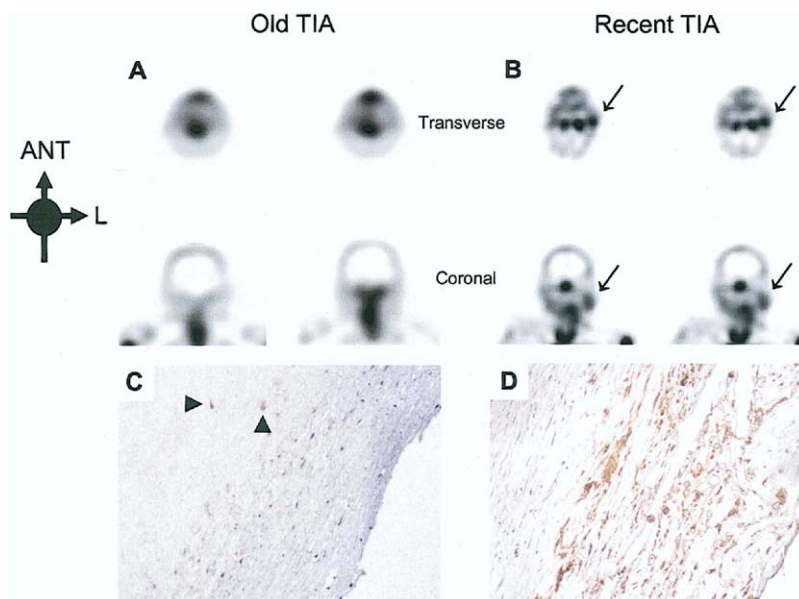 Old TIA
Recent TIA
A
B
Transverse
ANT
L
Coronal
C
D